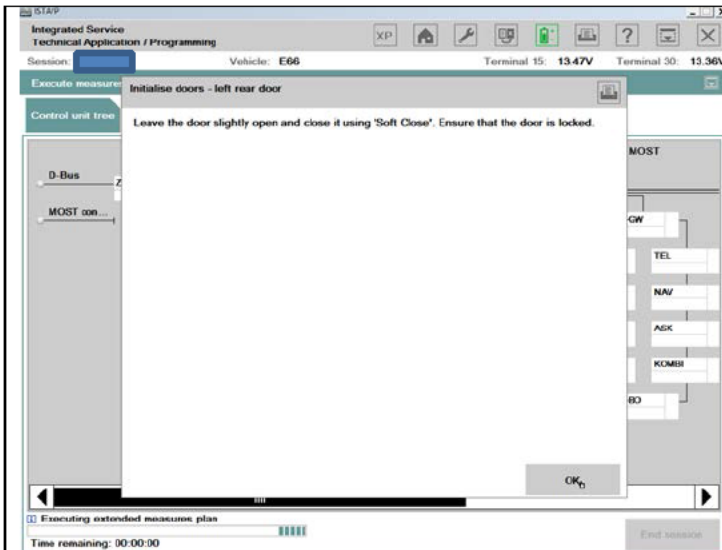 ISTA/P
Integrated Service
Technical Application / Programming
XP
?
Session:
Vehicle: E66
Terminal 15: 13.47V
Terminal 30: 13.36V
Execute measure
Initialise doors - left rear door
Control unit tree
Leave the door slightly open and close it using 'Soft Close'. Ensure that the door is locked.
MOST
D-Bus
Z
MOST con...
GW
TEL
NAV
ASK
KOMBI
BO
OK
Executing extended measures plan
Time remaining: 00:00:00
End session